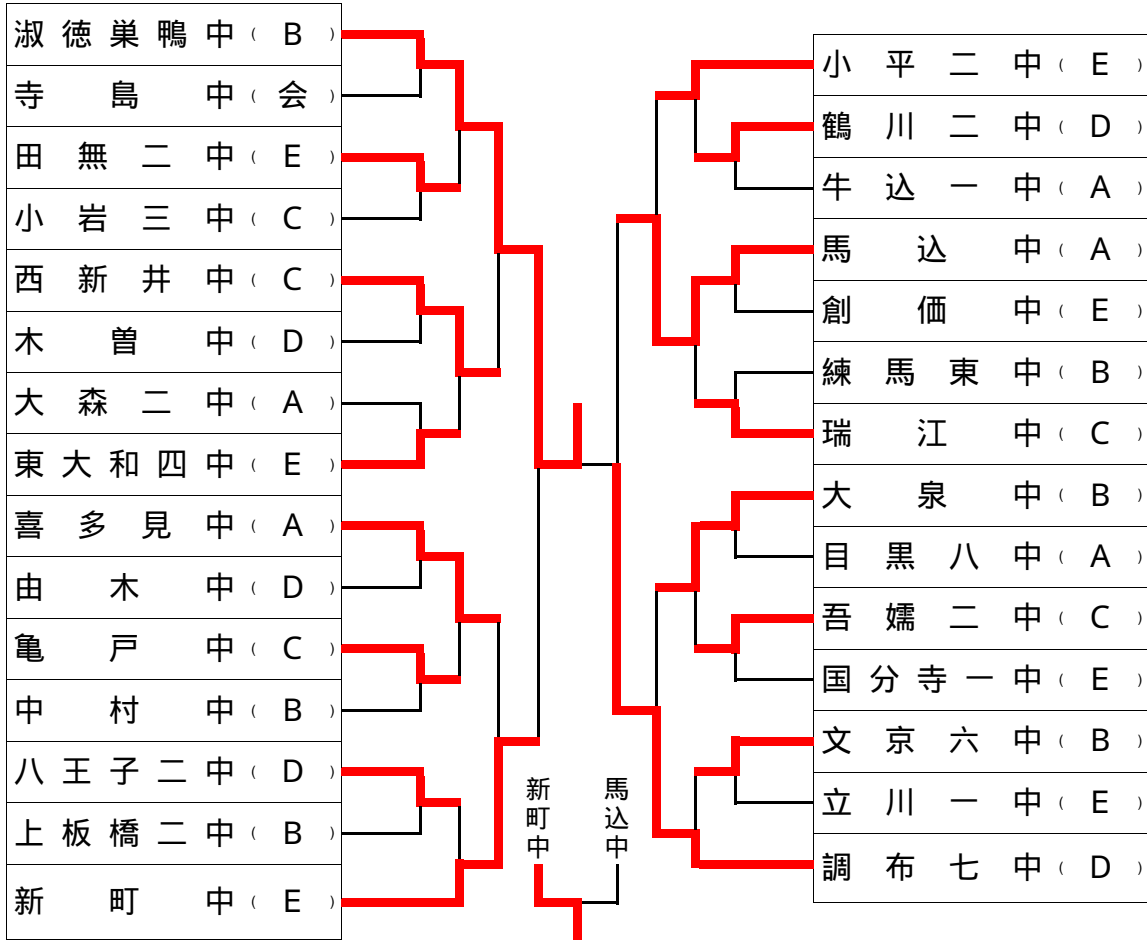 淑徳巣鴨中（B）
寺島中（会）
田無二中（E）
小岩三中（C）
西新井中（C）
木曽中（D）
大森二中（A）
東大和四中（E）
喜多見中（A）
由木中（D）
亀戸中（C）
中村中（B）
八王子二中（D）
上板橋二中（B）
新町中（E）
新町中
馬込中
小平二中（E）
鶴川二中（D）
牛込一中（A）
馬込中（A）
創価中（E）
練馬東中（B）
瑞江中（C）
大泉中（B）
目黒八中（A）
吾嬬二中（C）
国分寺一中（E）
文京六中（B）
立川一中（E）
調布七中（D）